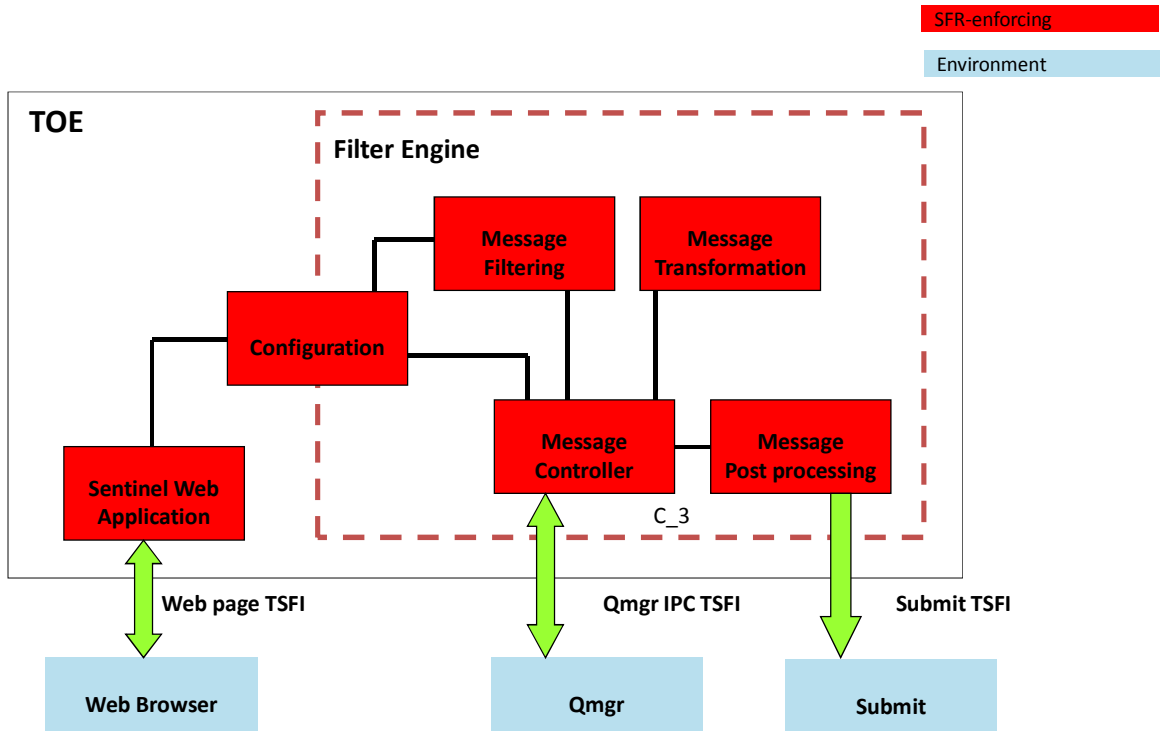 SFR-enforcing
Environment
TOE
Filter Engine
Message
Filtering
Message
Transformation
Configuration
Message
Controller
Message
Post processing
Sentinel Web
Application
C_3
Web page TSFI
Qmgr IPC TSFI
Submit TSFI
Web Browser
Qmgr
Submit